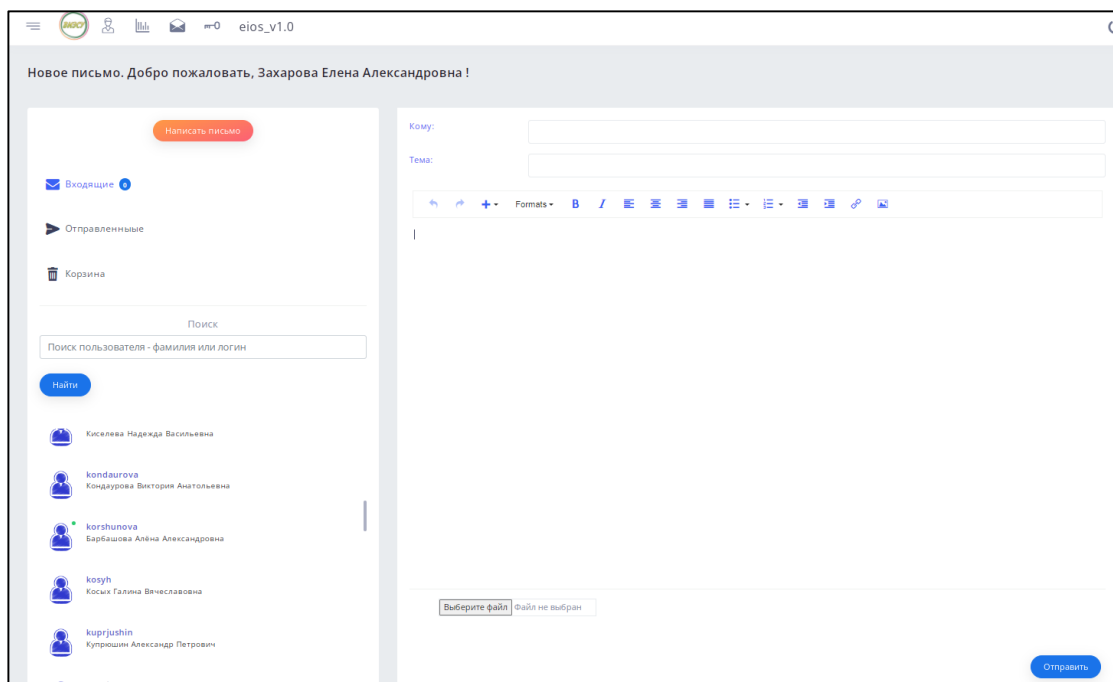 ВКВСУ
eios_v1.0
Новое письмо. Добро пожаловать, Захарова Елена Александровна !
Написать письмо
Входящие 0
Отправленныые
Корзина
Поиск
Поиск пользователя - фамилия или логин
Найти
Киселева Надежда Васильевна
kondaurova
Кондаурова Виктория Анатольевна
korshunova
Барбашова Алёна Александровна
kosyh
Косых Галина Вячеславовна
kuprjushin
Купрюшин Александр Петрович
Кому:
Тема:
Formats
B I
Выберите файл Файл не выбран
Отправить